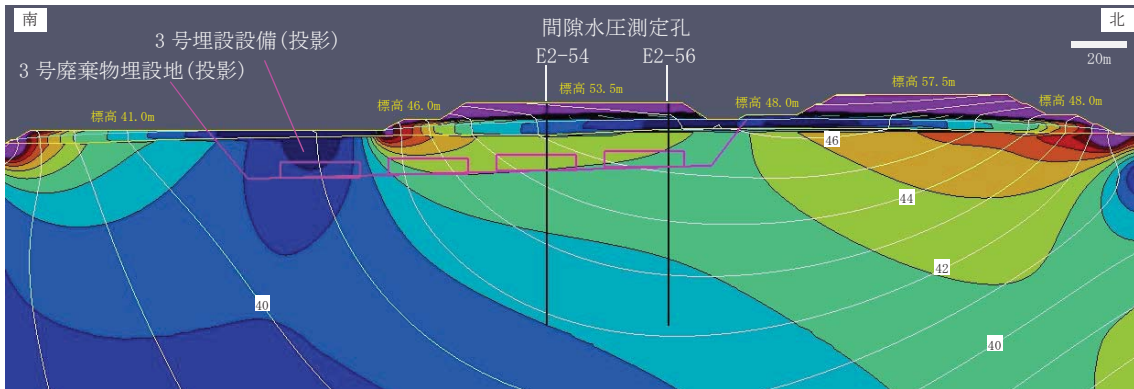 南
北
間隙水圧測定孔
E2-54
E2-56
3号埋設設備(投影)
3号廃棄物埋設地(投影)
20m
標高 41.0m
標高 46.0m
標高 53.5m
標高 48.0m
標高 57.5m
標高 48.0m
46
44
42
40
40